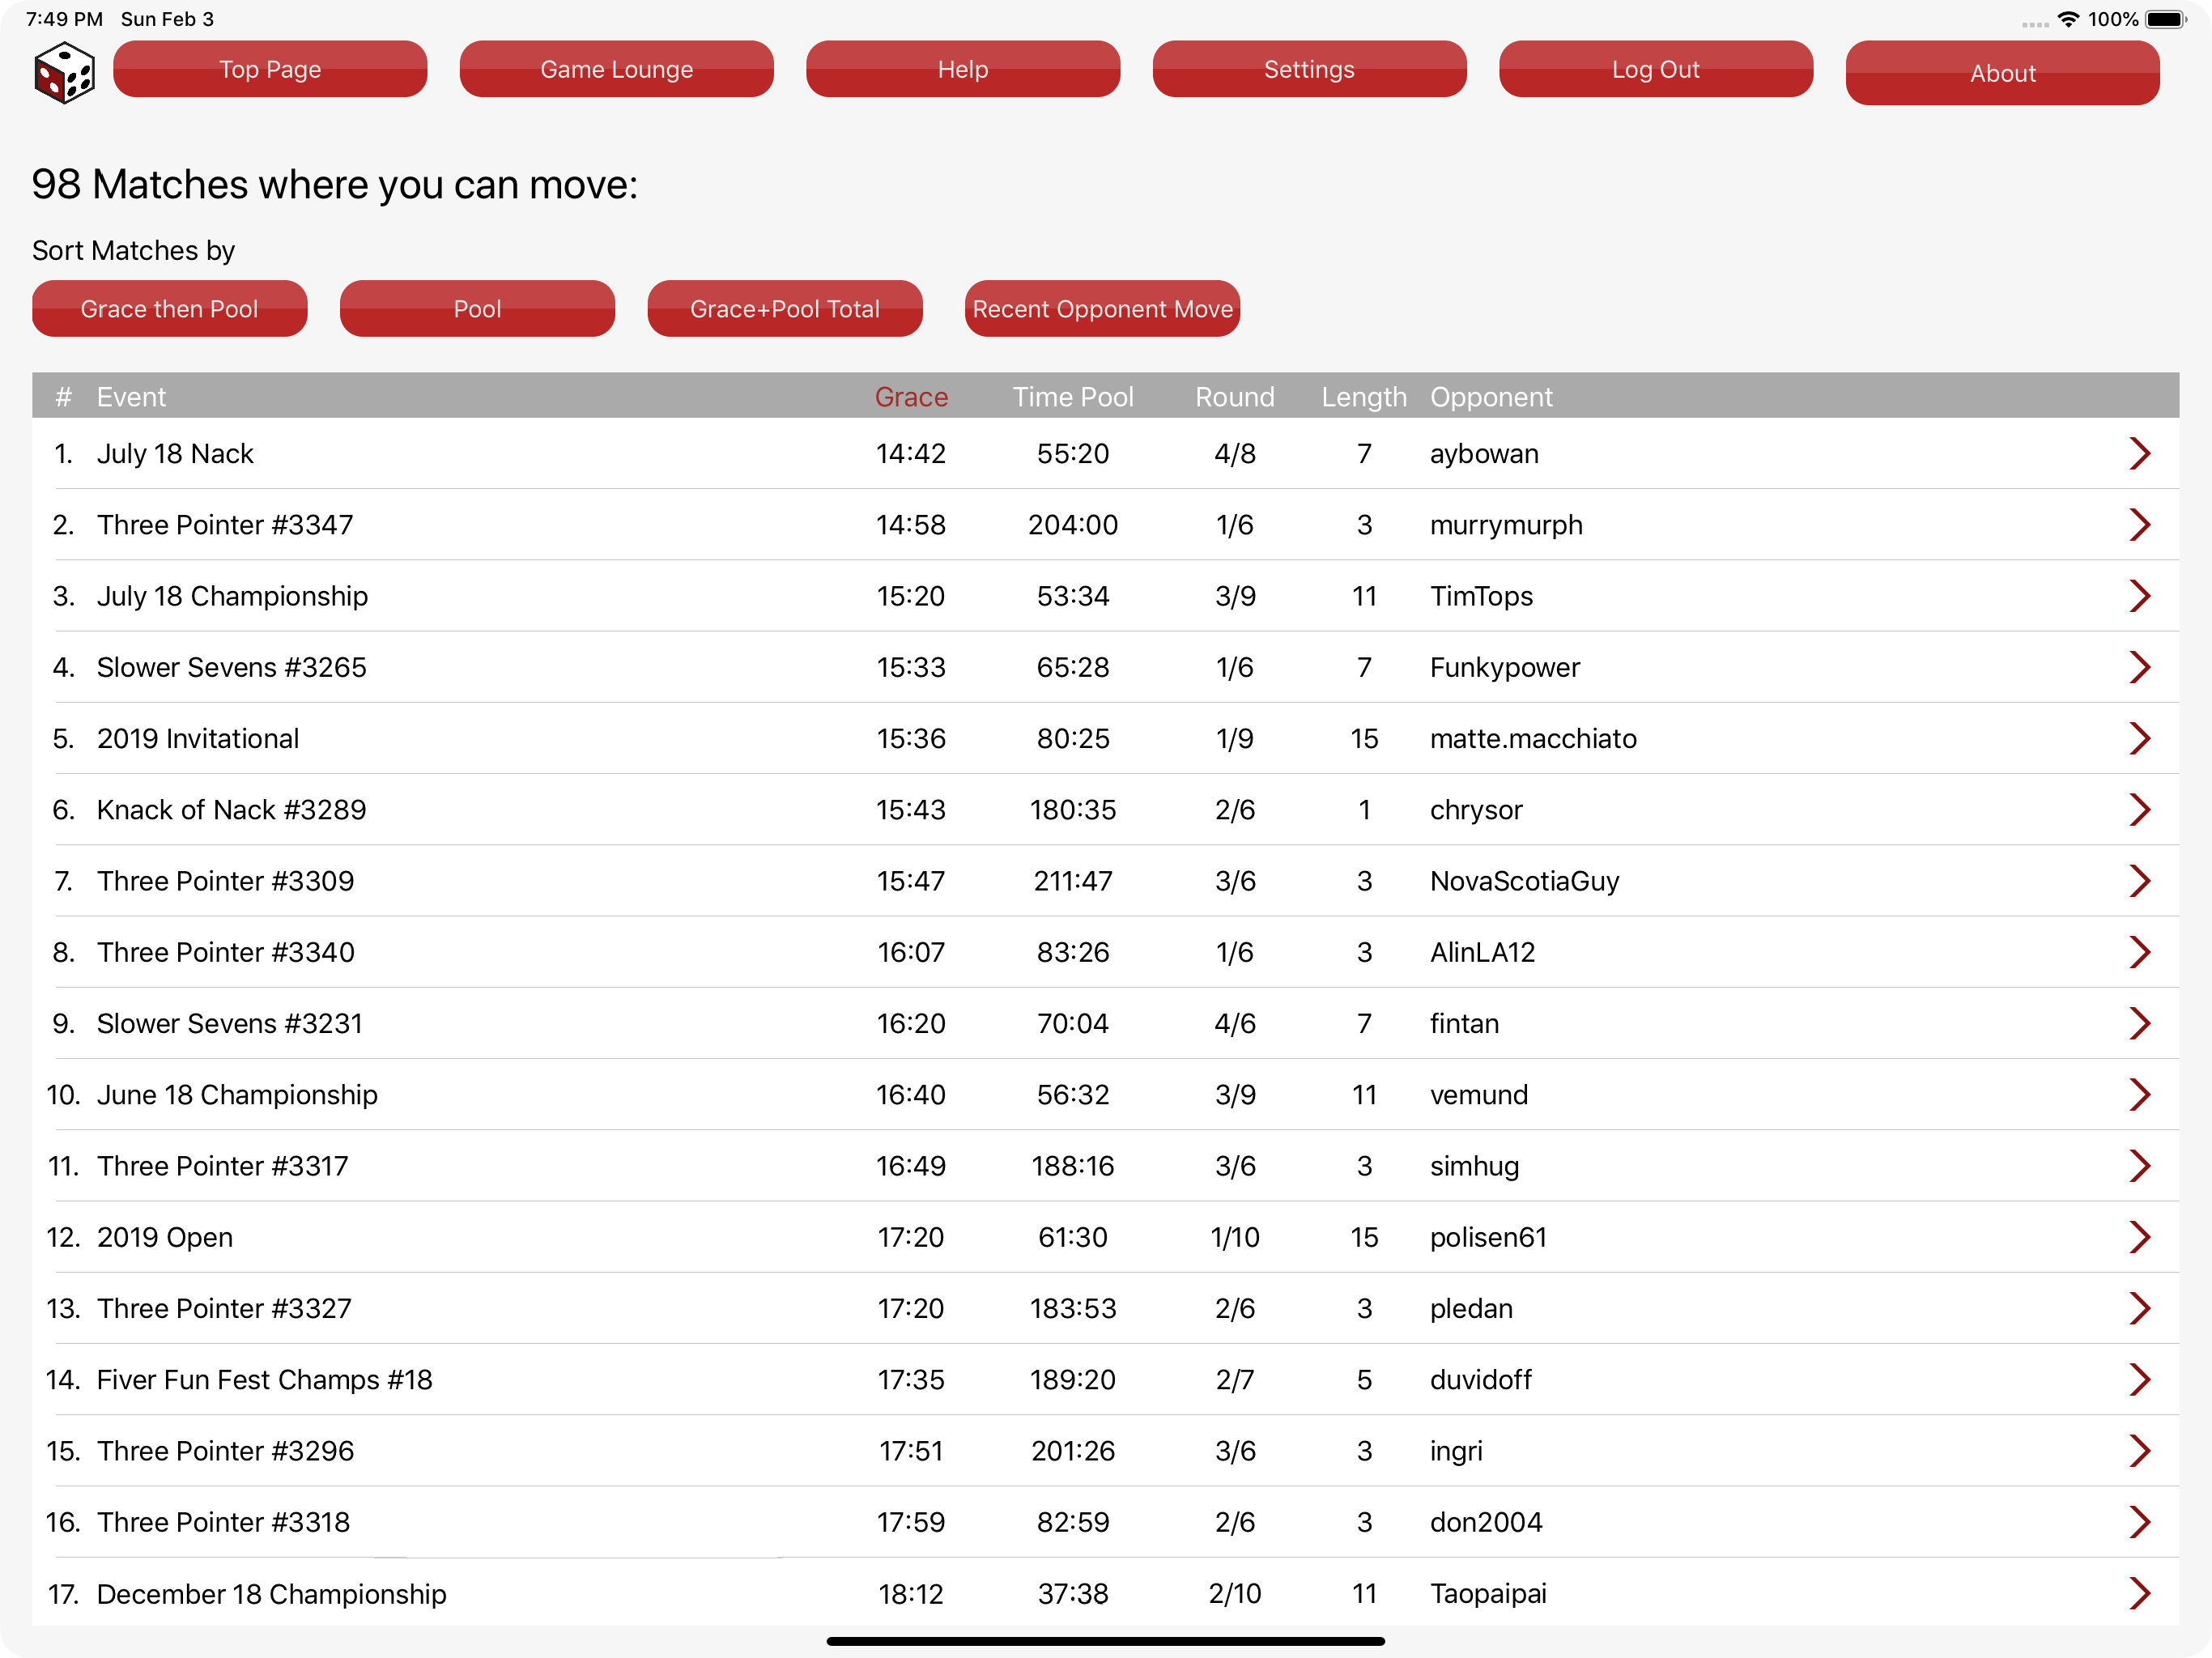 7:49 PM Sun Feb 3 100%
Top Page Game Lounge Help Settings Log Out About
98 Matches where you can move:
Sort Matches by
Grace then Pool Pool Grace+Pool Total Recent Opponent Move
# Event Grace Time Pool Round Length Opponent
1. July 18 Nack 14:42 55:20 4/8 7 aybowan
2. Three Pointer #3347 14:58 204:00 1/6 3 murrymurph
3. July 18 Championship 15:20 53:34 3/9 11 TimTops
4. Slower Sevens #3265 15:33 65:28 1/6 7 Funkypower
5. 2019 Invitational 15:36 80:25 1/9 15 matte.macchiato
6. Knack of Nack #3289 15:43 180:35 2/6 1 chrysor
7. Three Pointer #3309 15:47 211:47 3/6 3 NovaScotiaGuy
8. Three Pointer #3340 16:07 83:26 1/6 3 AlinLA12
9. Slower Sevens #3231 16:20 70:04 4/6 7 fintan
10. June 18 Championship 16:40 56:32 3/9 11 vemund
11. Three Pointer #3317 16:49 188:16 3/6 3 simhug
12. 2019 Open 17:20 61:30 1/10 15 polisen61
13. Three Pointer #3327 17:20 183:53 2/6 3 pledan
14. Fiver Fun Fest Champs #18 17:35 189:20 2/7 5 duvidoff
15. Three Pointer #3296 17:51 201:26 3/6 3 ingri
16. Three Pointer #3318 17:59 82:59 2/6 3 don2004
17. December 18 Championship 18:12 37:38 2/10 11 Taopaipai